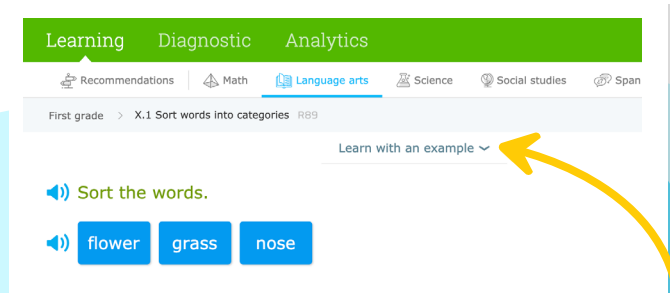 Learning Diagnostic Analytics
Recommendations Math Language arts Science Social studies Span
First grade > X.1 Sort words into categories R89
Learn with an example
Sort the words.
flower grass nose